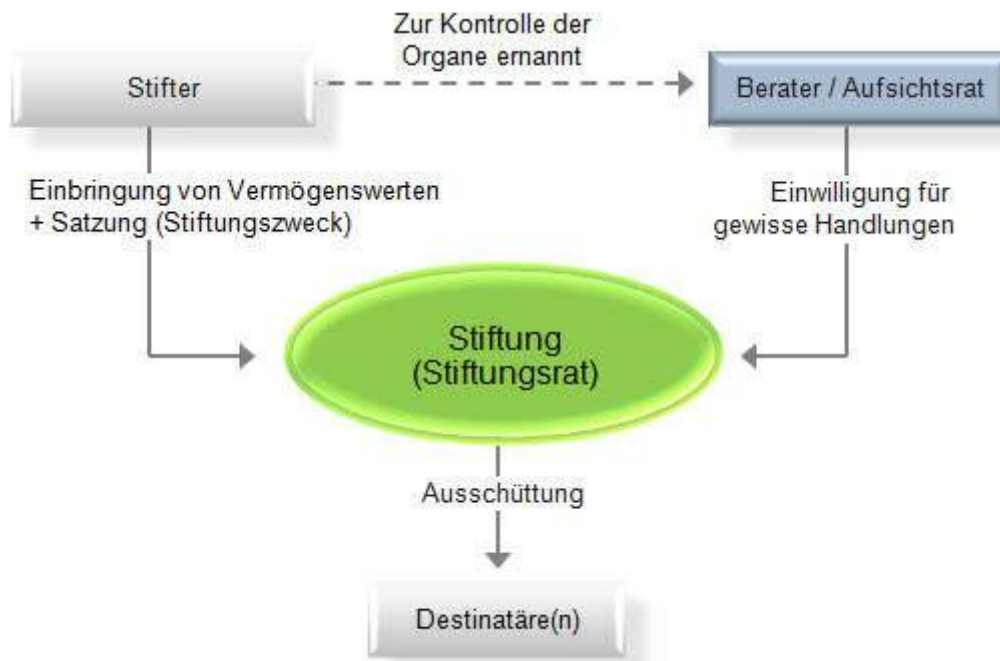 Zur Kontrolle der
Organe ernannt
Stifter
Berater / Aufsichtsrat
Einbringung von Vermögenswerten
+ Satzung (Stiftungszweck)
Einwilligung für
gewisse Handlungen
Stiftung
(Stiftungsrat)
Ausschüttung
Destinatäre(n)